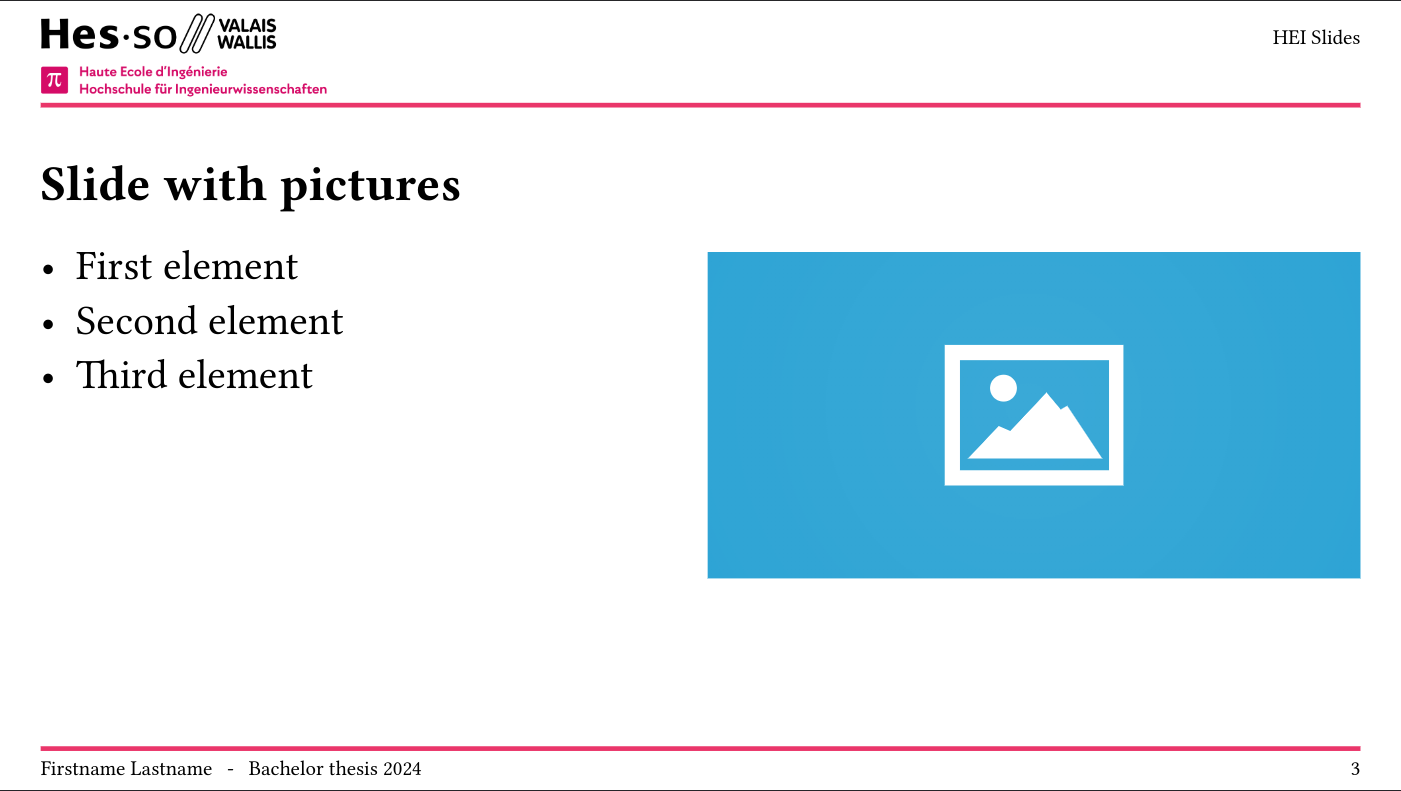 Hes·so VALAIS
WALLIS
HEI Slides
π Haute Ecole d'Ingénierie
Hochschule für Ingenieurwissenschaften
Slide with pictures
• First element
• Second element
• Third element
Firstname Lastname - Bachelor thesis 2024
3